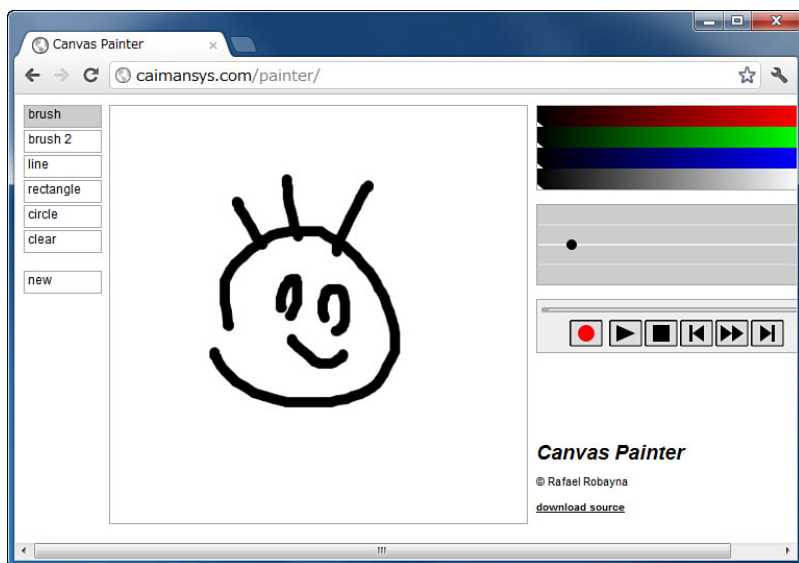 Canvas Painter
caimansys.com/painter/
brush
brush 2
line
rectangle
circle
clear
new
Canvas Painter
© Rafael Robayna
download source